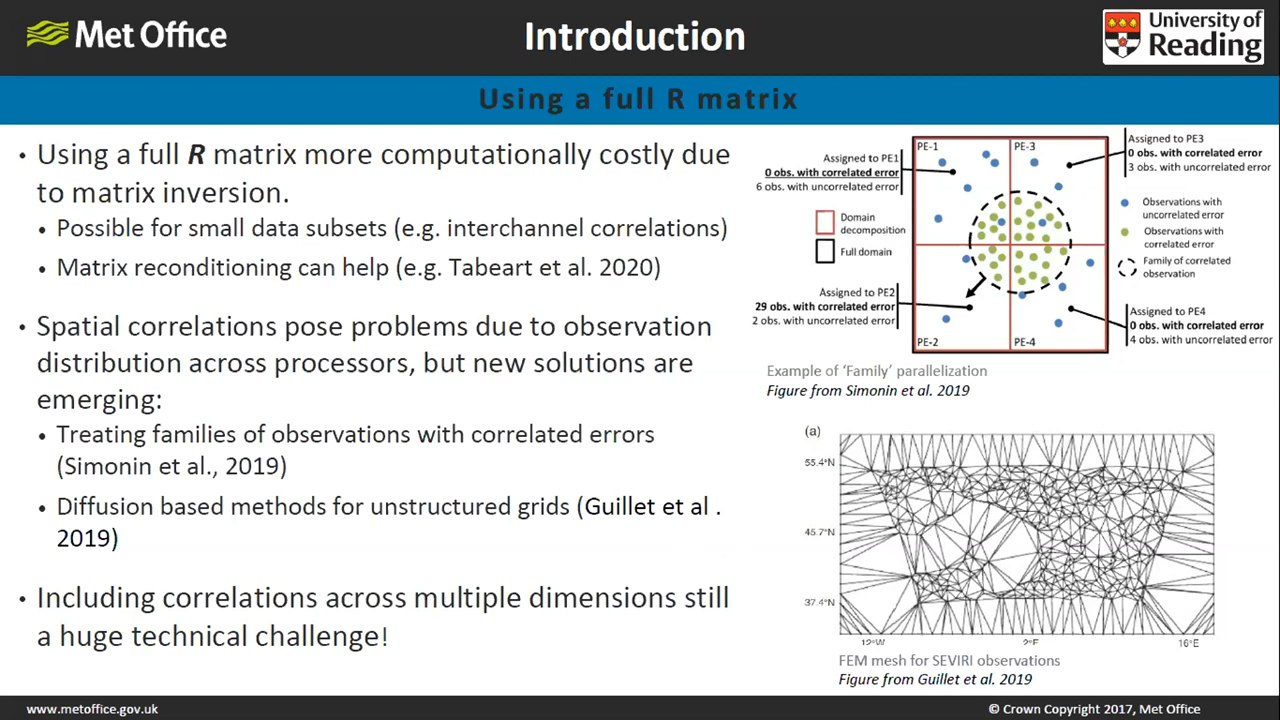 Met Office
Introduction
University of
Reading
Using a full R matrix
• Using a full R matrix more computationally costly due
to matrix inversion.
• Possible for small data subsets (e.g. interchannel correlations)
• Matrix reconditioning can help (e.g. Tabeart et al. 2020)
• Spatial correlations pose problems due to observation
distribution across processors, but new solutions are
emerging:
• Treating families of observations with correlated errors
(Simonin et al., 2019)
• Diffusion based methods for unstructured grids (Guillet et al .
2019)
• Including correlations across multiple dimensions still
a huge technical challenge!
Assigned to PE1
0 obs. with correlated error
6 obs. with uncorrelated error
Domain
decomposition
Full domain
Assigned to PE2
29 obs. with correlated error
2 obs. with uncorrelated error
PE-1
PE-3
PE-2
PE-4
Assigned to PE3
0 obs. with correlated error
3 obs. with uncorrelated error
Observations with
uncorrelated error
Observations with
correlated error
Family of correlated
observation
Assigned to PE4
0 obs. with correlated error
4 obs. with uncorrelated error
Example of ‘Family’ parallelization
Figure from Simonin et al. 2019
(a)
55.4°N
45.7°N
37.4°N
12°W
2°E
16°E
FEM mesh for SEVIRI observations
Figure from Guillet et al. 2019
www.metoffice.gov.uk
© Crown Copyright 2017, Met Office